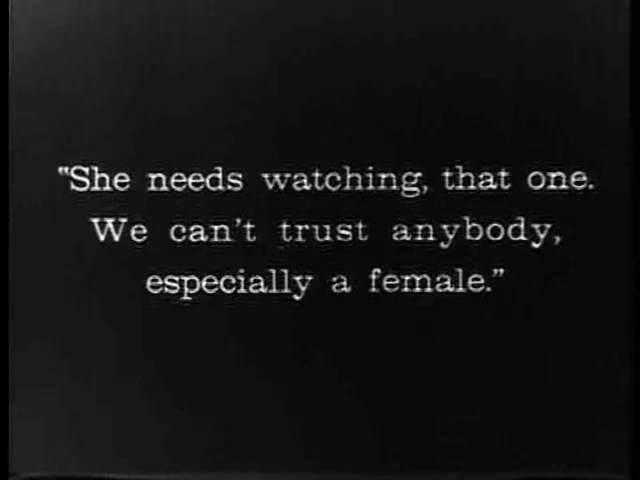 "She needs watching, that one.
We can't trust anybody,
especially a female."